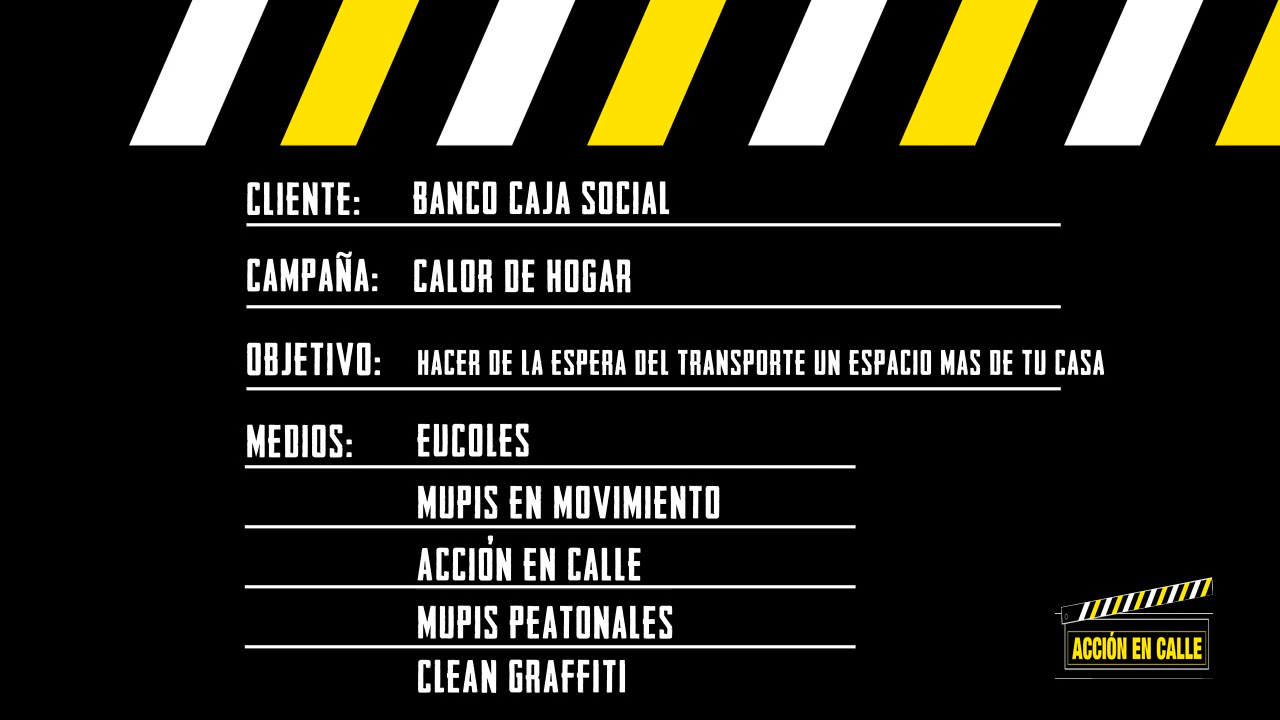 CLIENTE: BANCO CAJA SOCIAL
CAMPAÑA: CALOR DE HOGAR
OBJETIVO: HACER DE LA ESPERA DEL TRANSPORTE UN ESPACIO MAS DE TU CASA
MEDIOS: EUCOLES
MUPIS EN MOVIMIENTO
ACCIÓN EN CALLE
MUPIS PEATONALES
CLEAN GRAFFITI
ACCIÓN EN CALLE